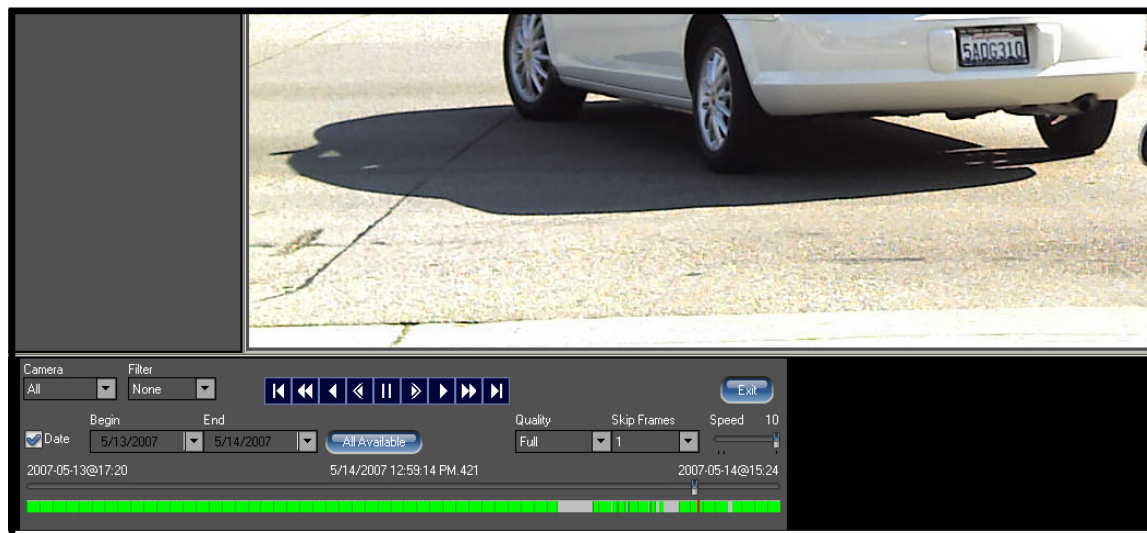 5ADG310
Camera
Filter
All
None
Exit
Begin
End
Quality
Skip Frames
Speed
10
Date
5/13/2007
5/14/2007
All Available
Full
1
2007-05-13@17:20
5/14/2007 12:59:14 PM.421
2007-05-14@15:24